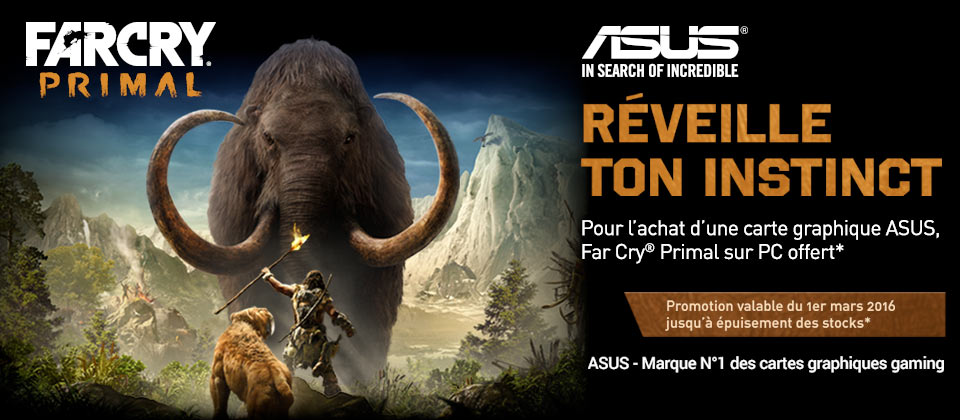 FARCRY®
PRIMAL
ASUS®
IN SEARCH OF INCREDIBLE
RÉVEILLE
TON INSTINCT
Pour l'achat d'une carte graphique ASUS,
Far Cry® Primal sur PC offert*
Promotion valable du 1er mars 2016
jusqu'à épuisement des stocks*
ASUS - Marque N°1 des cartes graphiques gaming